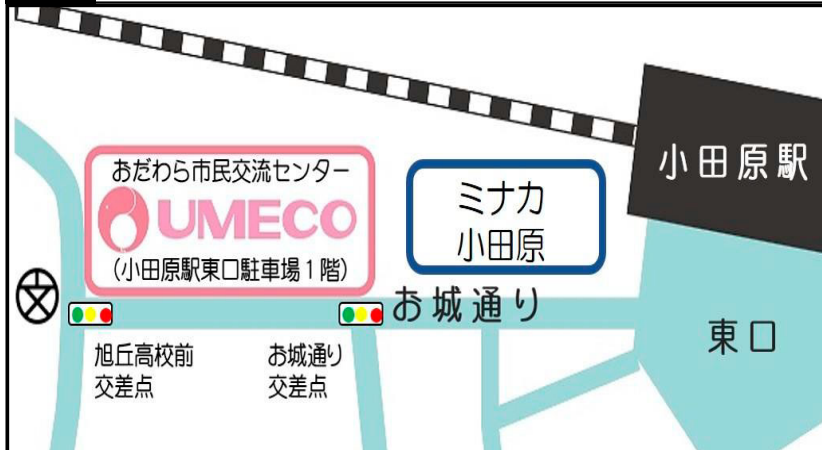 おだわら市民交流センター
UMECO
(小田原駅東口駐車場1階)
ミナカ
小田原
小田原駅
お城通り
東口
旭丘高校前
交差点
お城通り
交差点
文